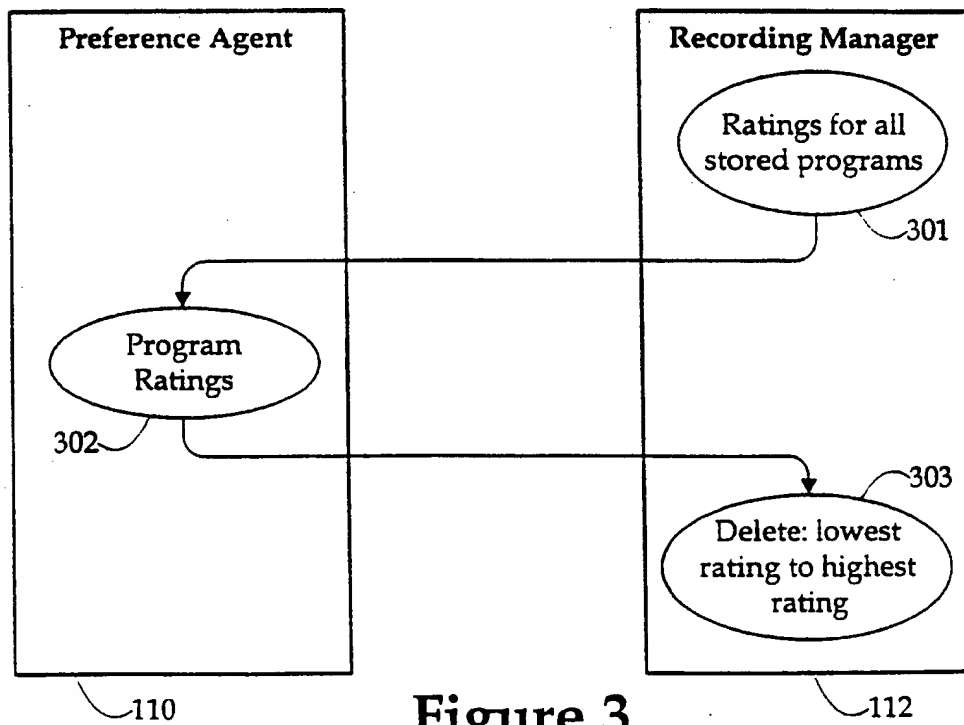 Preference Agent
Recording Manager
Ratings for all
stored programs
301
Program
Ratings
302
303
Delete: lowest
rating to highest
rating
110
112
Figure 3